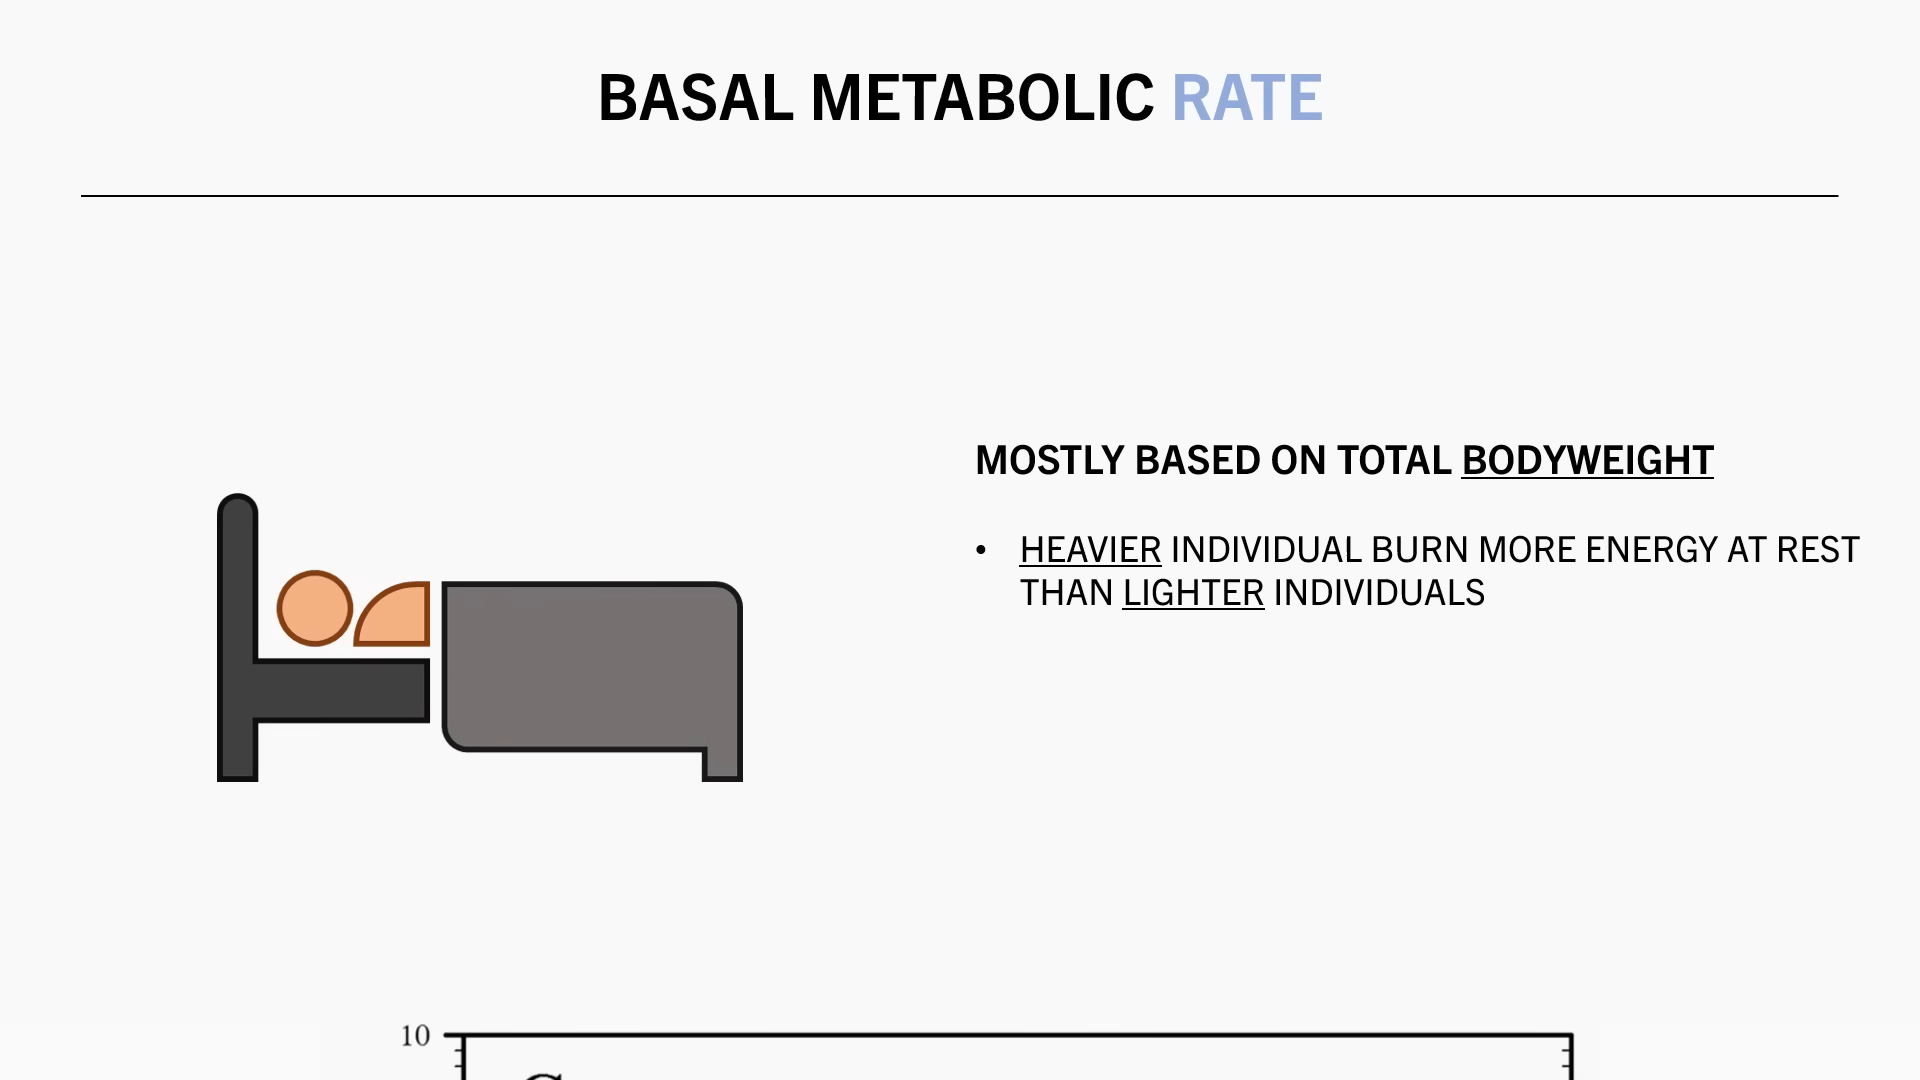 BASAL METABOLIC RATE
MOSTLY BASED ON TOTAL BODYWEIGHT
• HEAVIER INDIVIDUAL BURN MORE ENERGY AT REST
THAN LIGHTER INDIVIDUALS
10